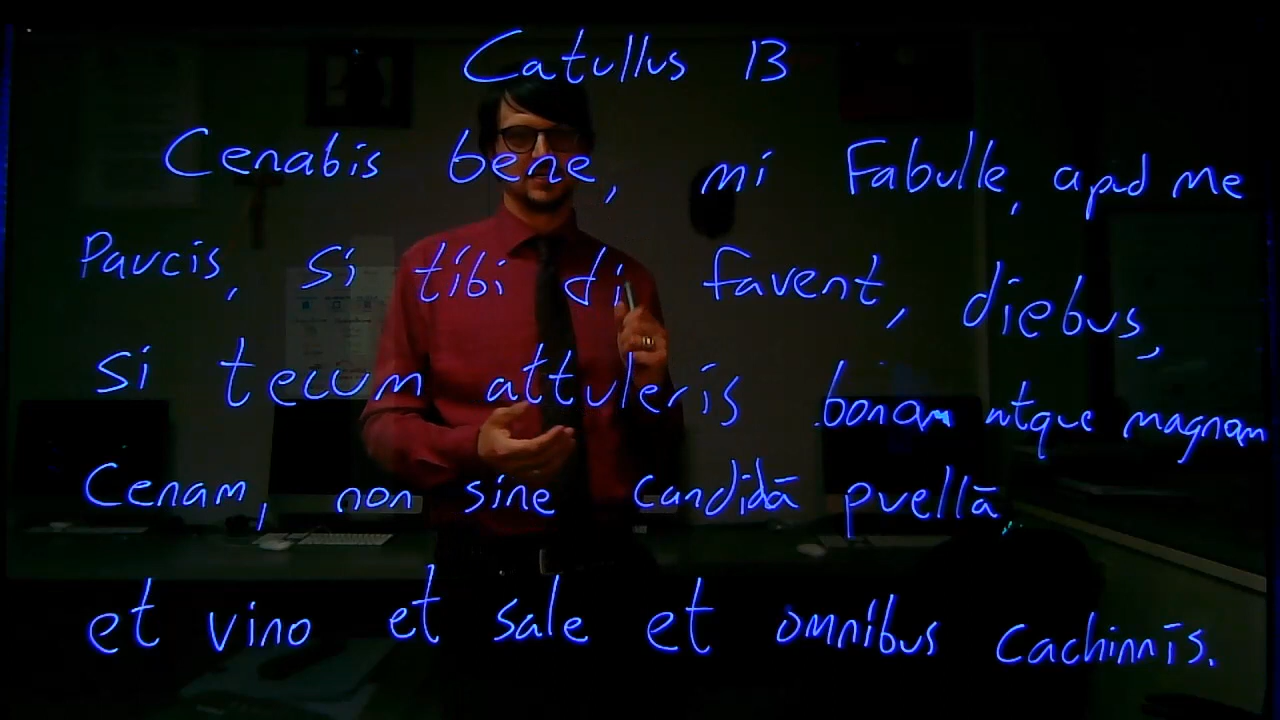 Catullus 13
Cenabis bene, mi Fabulle, apud me
Paucis, si tibi di favent, diebus,
si tecum attuleris bonam atque magnam
Cenam, non sine candidā puellā,
et vino et sale et omnibus cachinnis.